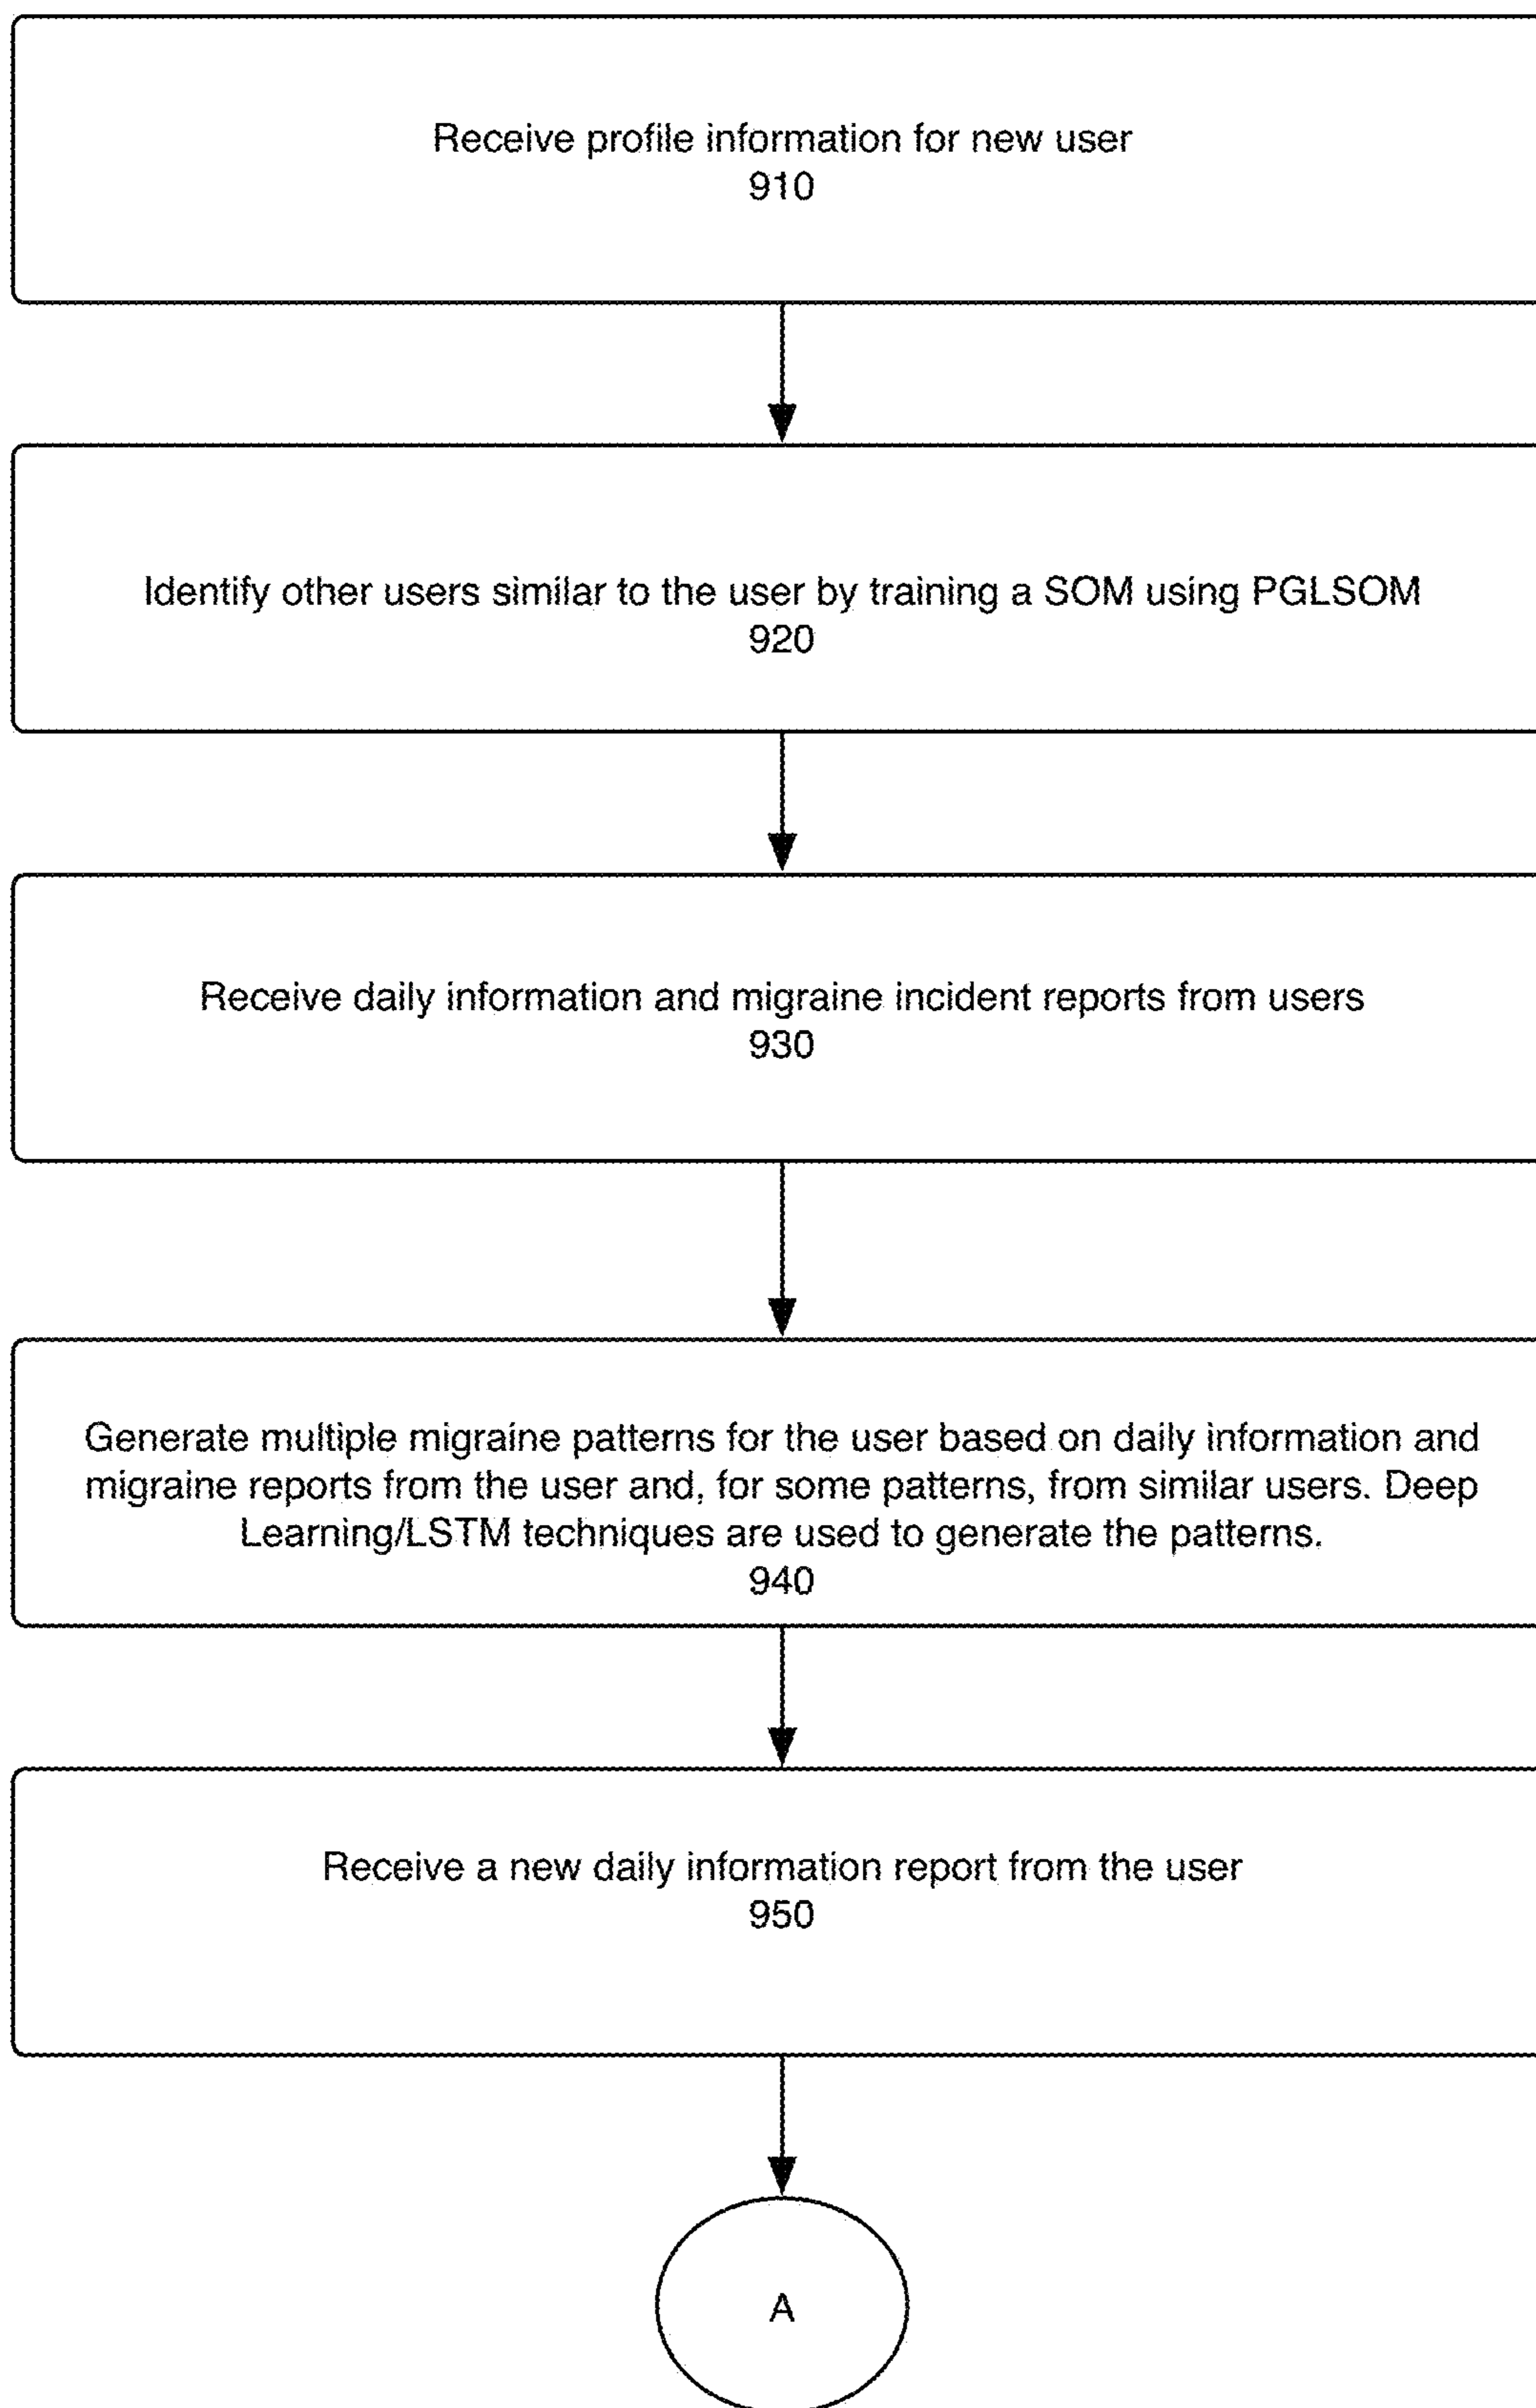 Receive profile information for new user
910
Identify other users similar to the user by training a SOM using PGLSOM
920
Receive daily information and migraine incident reports from users
930
Generate multiple migraine patterns for the user based on daily information and
migraine reports from the user and, for some patterns, from similar users. Deep
Learning/LSTM techniques are used to generate the patterns.
940
Receive a new daily information report from the user
950
A